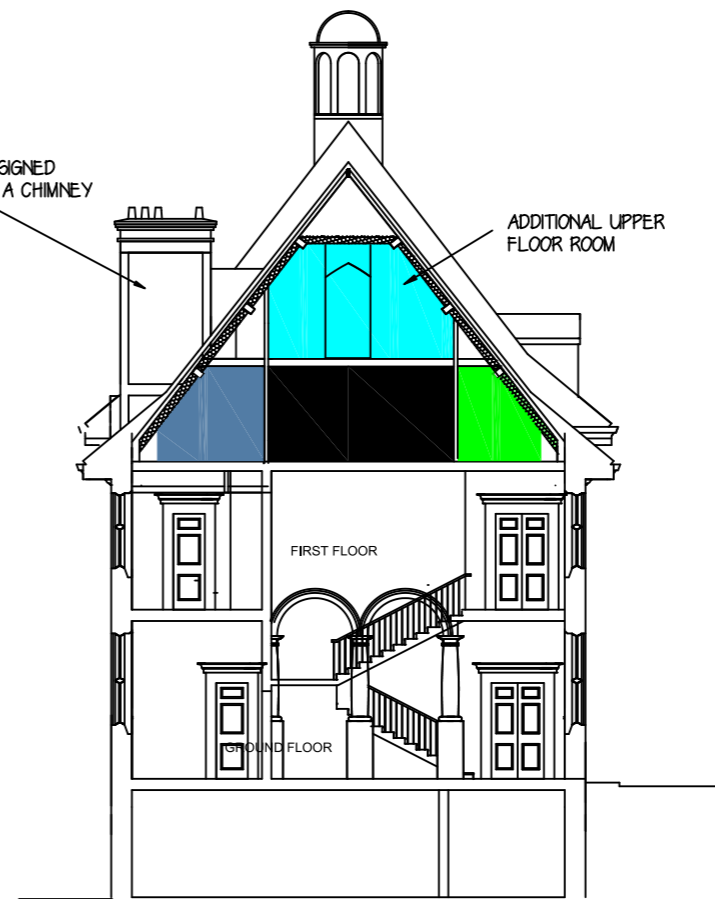 SIGNED
A CHIMNEY
ADDITIONAL UPPER
FLOOR ROOM
FIRST FLOOR
GROUND FLOOR